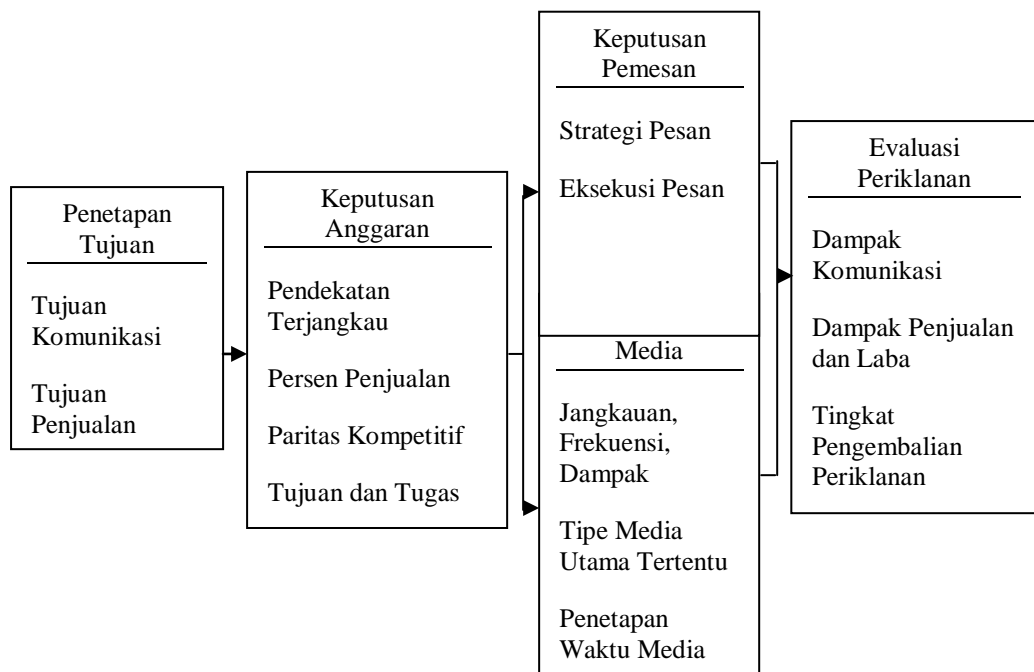 Penetapan
Tujuan
Tujuan
Komunikasi
Tujuan
Penjualan
Keputusan
Anggaran
Pendekatan
Terjangkau
Persen Penjualan
Paritas Kompetitif
Tujuan dan Tugas
Keputusan
Pemesan
Strategi Pesan
Eksekusi Pesan
Media
Jangkauan,
Frekuensi,
Dampak
Tipe Media
Utama Tertentu
Penetapan
Waktu Media
Evaluasi
Periklanan
Dampak
Komunikasi
Dampak Penjualan
dan Laba
Tingkat
Pengembalian
Periklanan